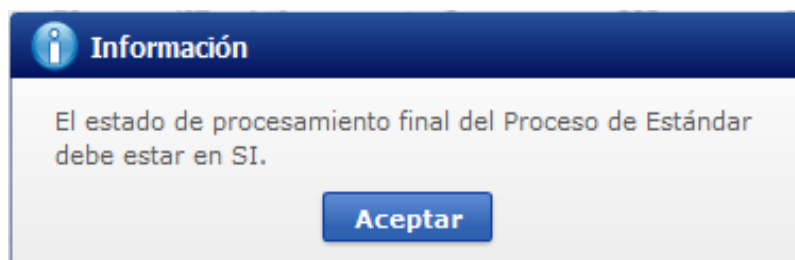 Información
El estado de procesamiento final del Proceso de Estándar
debe estar en SI.
Aceptar